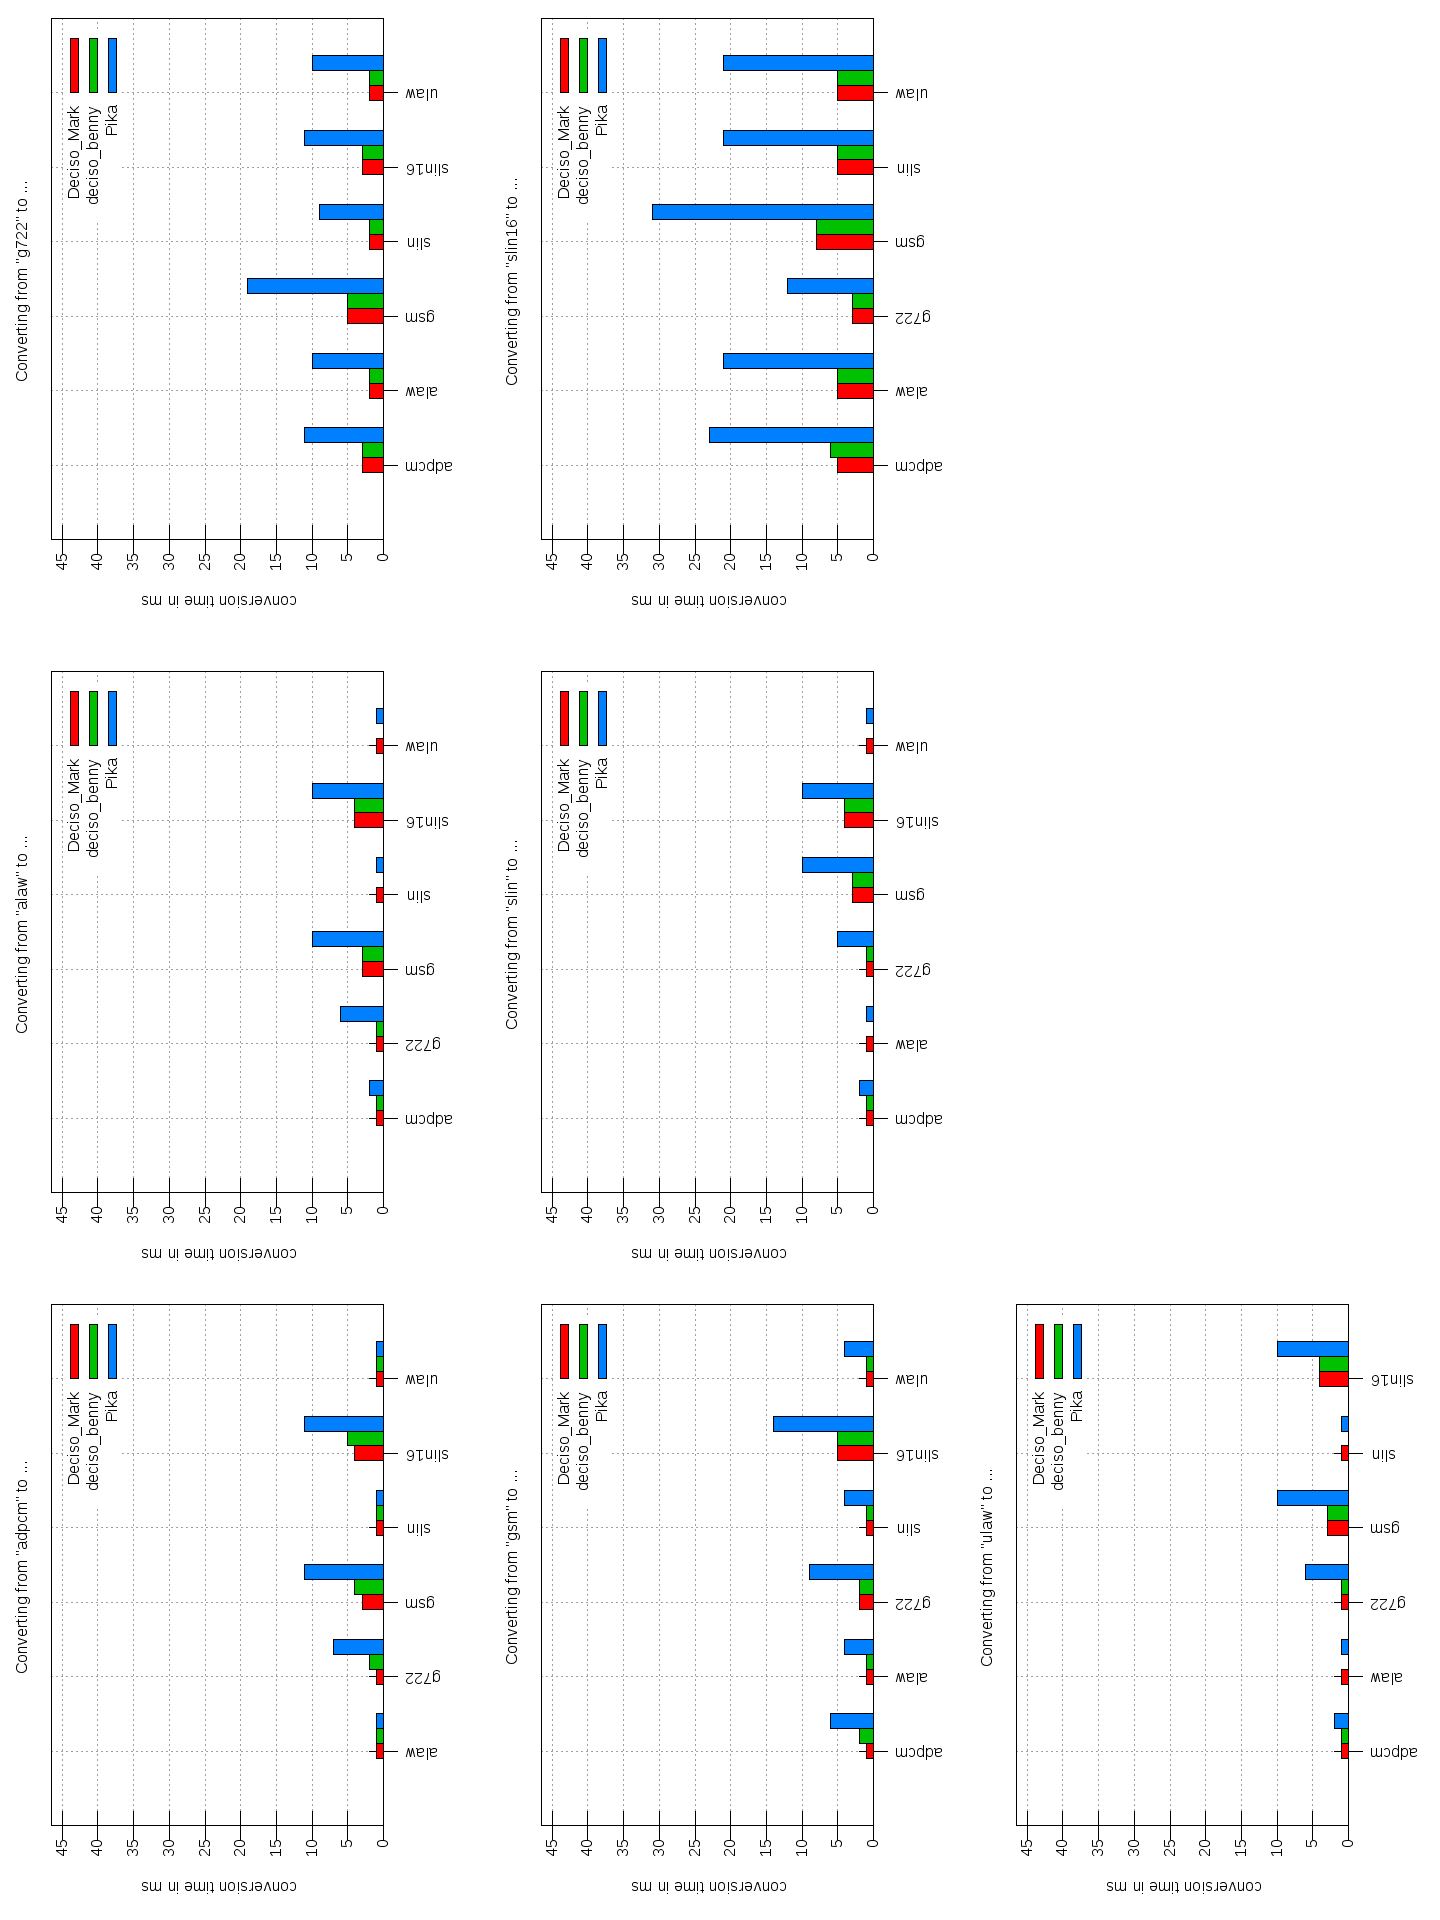 Converting from "adpcm" to ...
conversion time in ms
45
40
35
30
25
20
15
10
5
0
Deciso_Mark
deciso_benny
Pika
alaw
g722
gsm
slin
slin16
ulaw
Converting from "alaw" to ...
conversion time in ms
45
40
35
30
25
20
15
10
5
0
Deciso_Mark
deciso_benny
Pika
adpcm
g722
gsm
slin
slin16
ulaw
Converting from "g722" to ...
conversion time in ms
45
40
35
30
25
20
15
10
5
0
Deciso_Mark
deciso_benny
Pika
adpcm
alaw
gsm
slin
slin16
ulaw
Converting from "gsm" to ...
conversion time in ms
45
40
35
30
25
20
15
10
5
0
Deciso_Mark
deciso_benny
Pika
adpcm
alaw
g722
slin
slin16
ulaw
Converting from "slin" to ...
conversion time in ms
45
40
35
30
25
20
15
10
5
0
Deciso_Mark
deciso_benny
Pika
adpcm
alaw
g722
gsm
slin16
ulaw
Converting from "slin16" to ...
conversion time in ms
45
40
35
30
25
20
15
10
5
0
Deciso_Mark
deciso_benny
Pika
adpcm
alaw
g722
gsm
slin
ulaw
Converting from "ulaw" to ...
conversion time in ms
45
40
35
30
25
20
15
10
5
0
Deciso_Mark
deciso_benny
Pika
adpcm
alaw
g722
gsm
slin
slin16